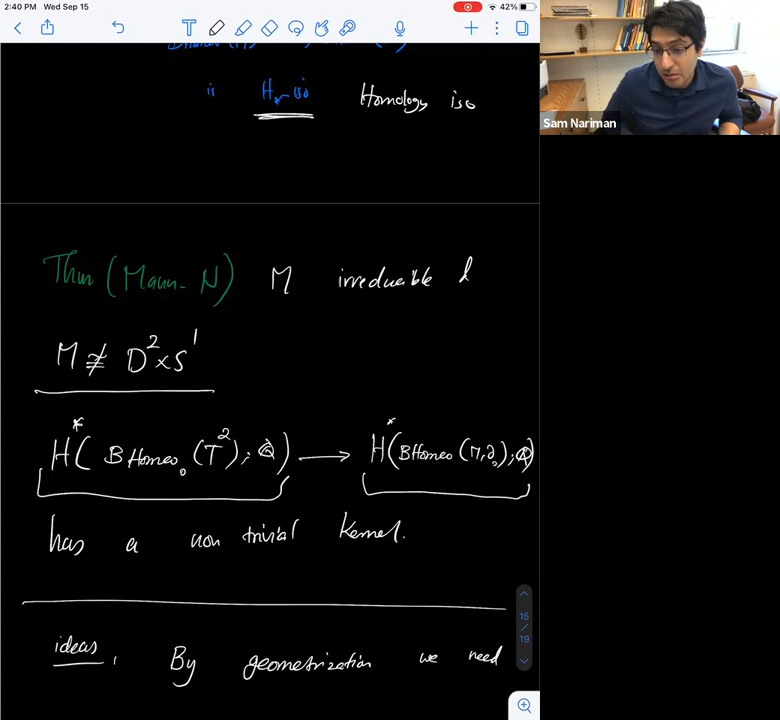 2:40 PM Wed Sep 15
42%
is H*-iso Homology iso
Sam Nariman
Thm (Mann-N) M irreducible &
M ≇ D² × S¹
H*(BHomeo₀(T²);ℚ) ⟶ H*(BHomeo(M,∂₀);ℚ)
has a non trivial kernel.
ideas, By geometrization we need
15
/
19